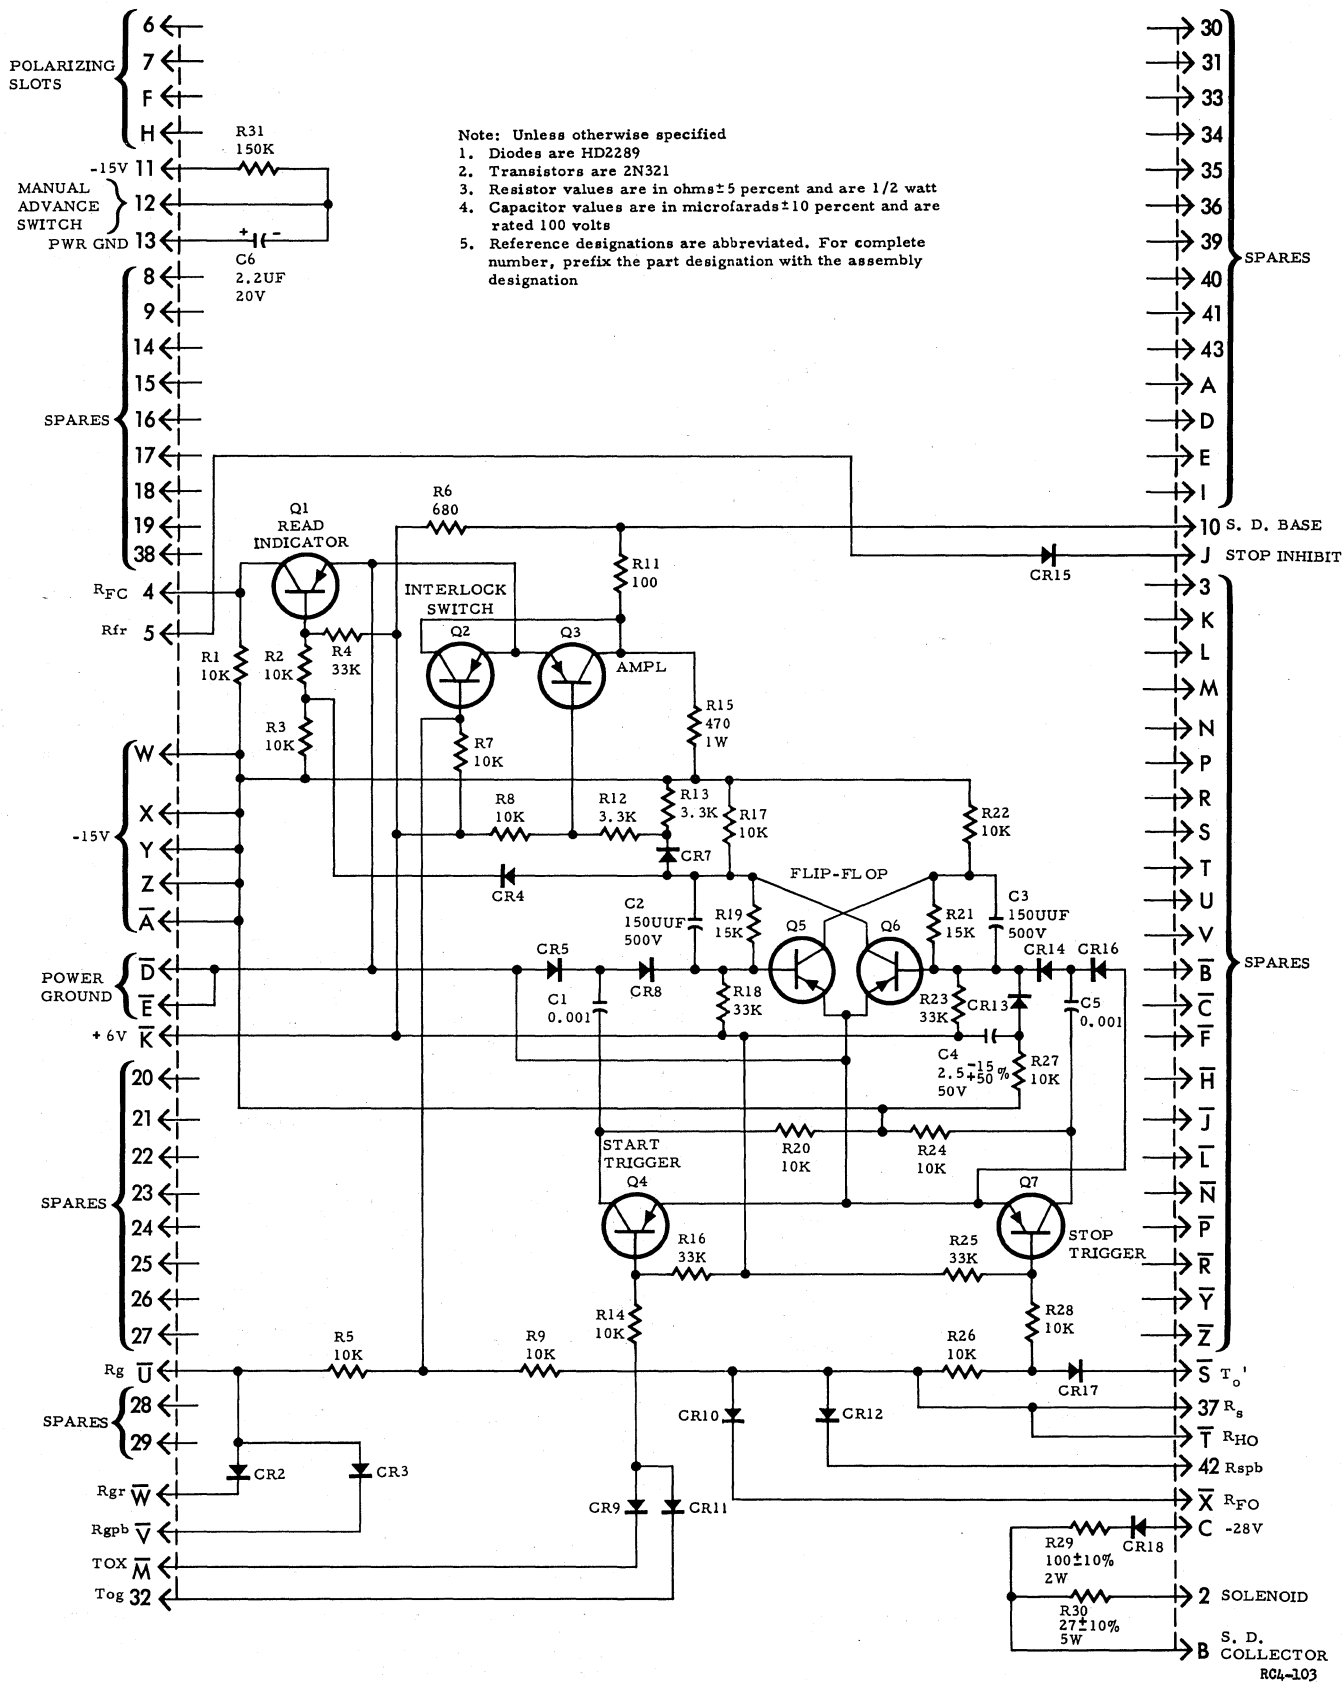 6
7
POLARIZING
SLOTS
F
H
-15V 11
R31
150K
MANUAL
ADVANCE
SWITCH
12
PWR GND 13
+ -
C6
2.2UF
20V
8
9
14
15
SPARES 16
17
18
19
38
Note: Unless otherwise specified
1. Diodes are HD2289
2. Transistors are 2N321
3. Resistor values are in ohms±5 percent and are 1/2 watt
4. Capacitor values are in microfarads±10 percent and are
rated 100 volts
5. Reference designations are abbreviated. For complete
number, prefix the part designation with the assembly
designation
30
31
33
34
35
36
39
SPARES
40
41
43
A
D
E
I
10 S. D. BASE
J STOP INHIBIT
CR15
Q1
READ
INDICATOR
R6
680
R11
100
RFC 4
Rfr 5
INTERLOCK
SWITCH
Q2
Q3
AMPL
R1
10K
R2
10K
R4
33K
R3
10K
R7
10K
R15
470
1W
3
K
L
M
N
P
R
S
T
U
V
W
X
-15V
Y
Z
A̅
R8
10K
R12
3.3K
R13
3.3K
R17
10K
R22
10K
CR7
CR4
FLIP-FLOP
C2
150UUF
500V
R19
15K
Q5
Q6
R21
15K
C3
150UUF
500V
CR14
CR16
POWER
GROUND
D̅
E̅
+ 6V K̅
CR5
C1
0.001
CR8
R18
33K
R23
33K
CR13
C5
0.001
C4
2.5 -15 +50 %
50V
R27
10K
B̅
SPARES
C̅
F̅
H̅
J̅
L̅
N̅
P̅
R̅
Y̅
Z̅
20
21
22
SPARES 23
24
25
26
27
START
TRIGGER
Q4
R20
10K
R24
10K
Q7
STOP
TRIGGER
R16
33K
R25
33K
R14
10K
R28
10K
Rg U̅
R5
10K
R9
10K
R26
10K
CR17
S̅ To'
SPARES
28
29
CR10
CR12
37 Rs
T̅ RHO
42 Rspb
X̅ RFO
CR2
CR3
Rgr W̅
Rgpb V̅
CR9
CR11
TOX M̅
Tog 32
C -28V
R29
100±10%
2W
CR18
2 SOLENOID
R30
27±10%
5W
B S. D.
COLLECTOR
RC4-103